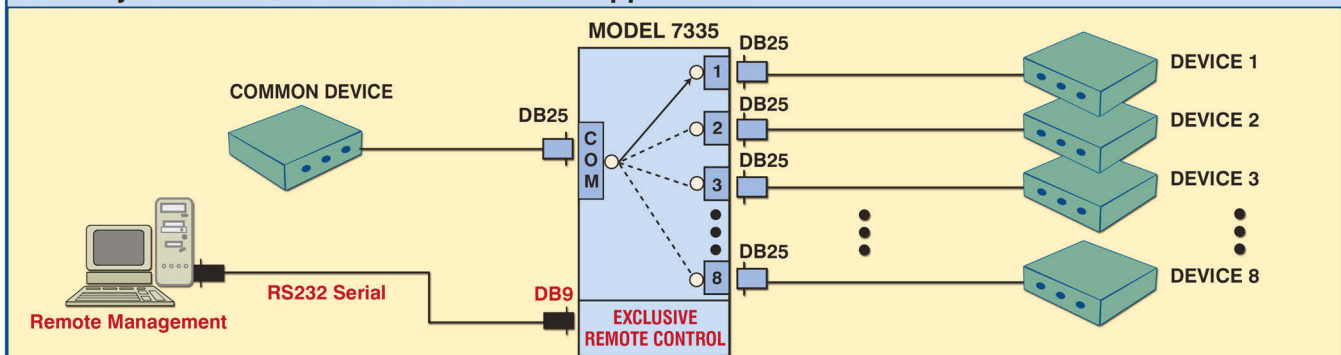 MODEL 7335
DB25
DEVICE 1
1
COMMON DEVICE
DB25
DEVICE 2
DB25
2
COM
DB25
DEVICE 3
3
DB25
DEVICE 8
8
RS232 Serial
DB9
Remote Management
EXCLUSIVE
REMOTE CONTROL